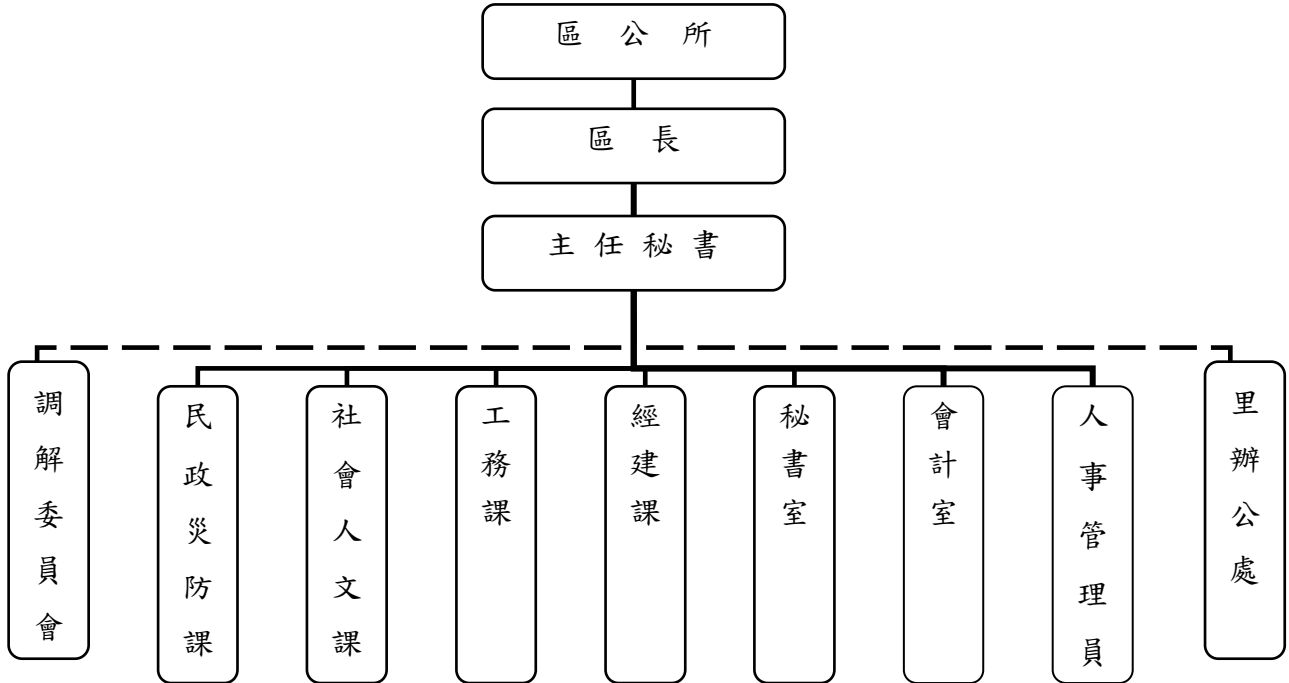 區公所
區長
主任秘書
調解委員會
民政災防課
社會人文課
工務課
經建課
秘書室
會計室
人事管理員
里辦公處